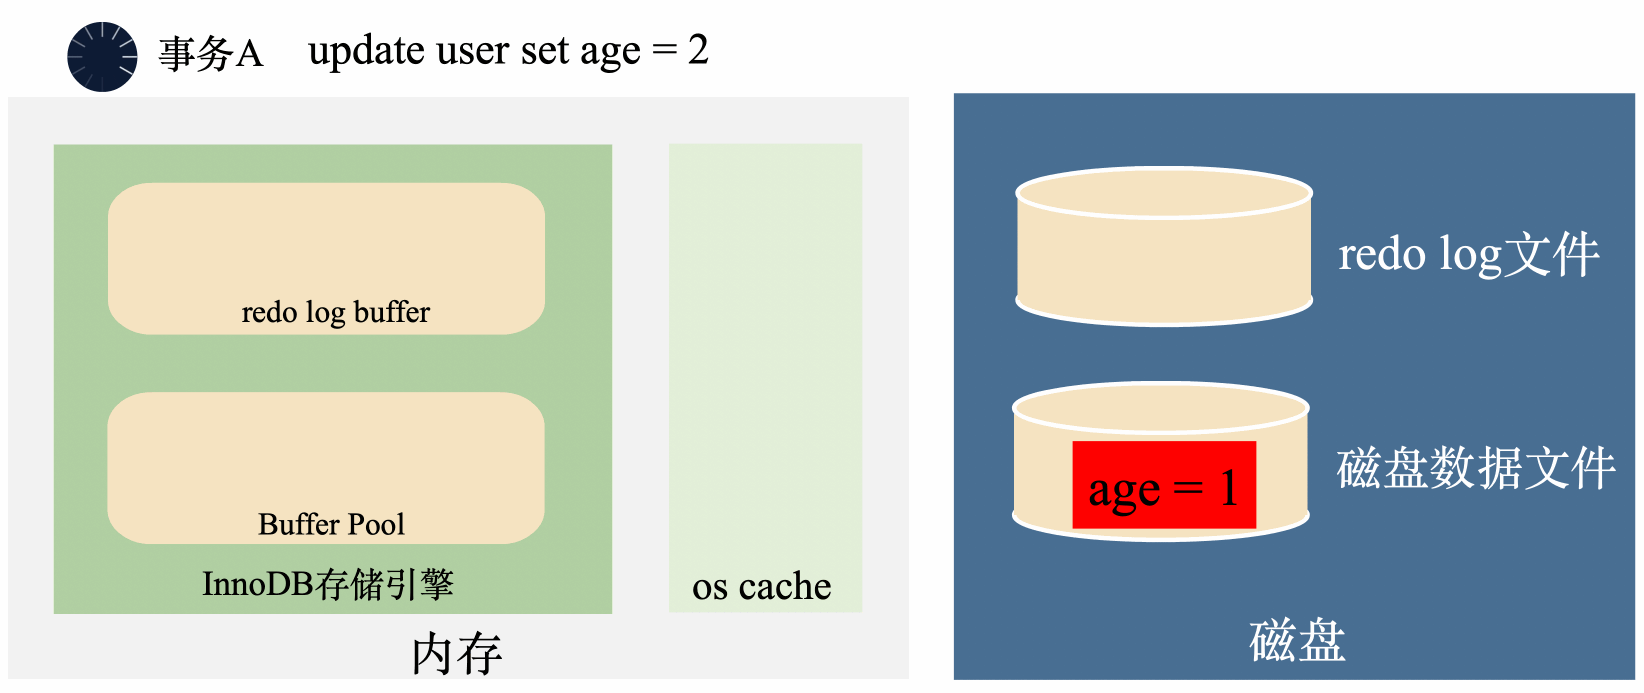 事务A update user set age = 2
redo log buffer
Buffer Pool
InnoDB存储引擎
os cache
内存
redo log文件
age = 1
磁盘数据文件
磁盘